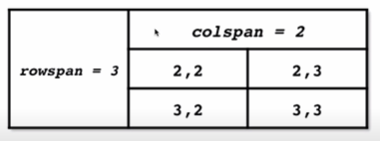 colspan = 2
rowspan = 3
2,2 2,3
3,2 3,3